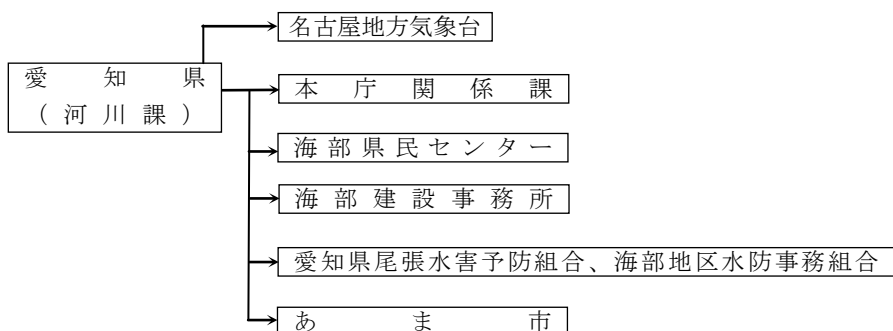 名古屋地方気象台
愛知県
（河川課）
本庁関係課
海部県民センター
海部建設事務所
愛知県尾張水害予防組合、海部地区水防事務組合
あま市